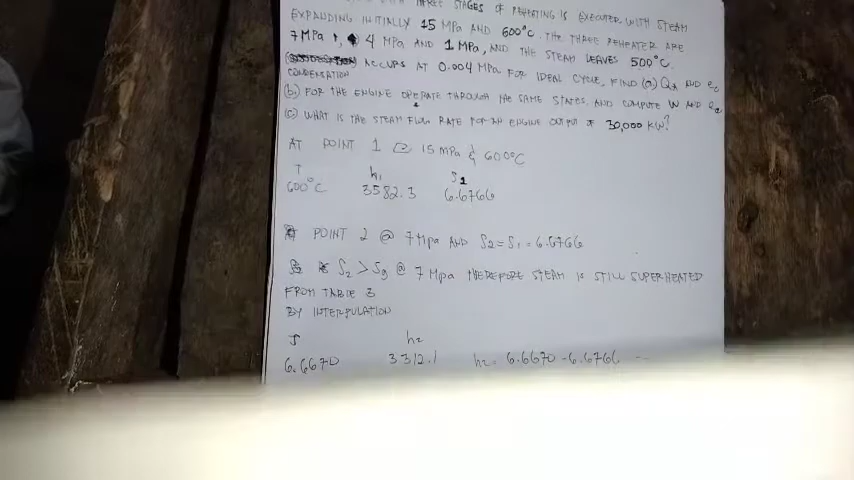 THREE STAGES OF REHEATING IS EXECUTED WITH STEAM
EXPANDING INITIALLY 15 MPa AND 600°C. THE THREE REHEATER ARE
7MPa, 4 MPa AND 1 MPa, AND THE STEAM LEAVES 500°C.
ACCURS AT 0.004 MPa FOR IDEAL CYCLE, FIND (a) QA AND ec
CONDENSATION
(b) FOR THE ENGINE OPERATE THROUGH THE SAME STATES, AND COMPUTE W AND
(c) WHAT IS THE STEAM FLOW RATE FOR AN ENGINE OUTPUT OF 30,000 KW?
AT POINT 1 @ 15 MPa & 600°C
T h1 S1
600°C 3582.3 6.6766
POINT 2 @ 7 Mpa AND S2 = S1 = 6.6766
S2 > Sg @ 7 Mpa THEREFORE STEAM IS STILL SUPERHEATED
FROM TABLE 3
BY INTERPULATION
S h2
6.6670 3312.1 h2 = 6.6670 - 6.6766